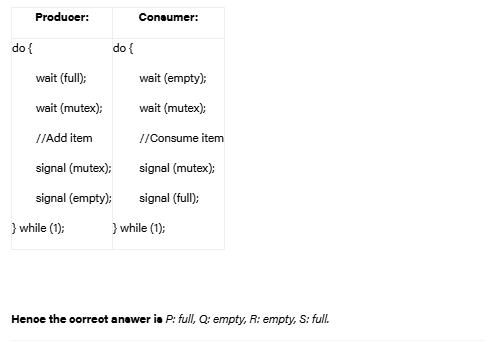 Producer: Consumer:
do { do {
wait (full); wait (empty);
wait (mutex); wait (mutex);
//Add item //Consume item
signal (mutex); signal (mutex);
signal (empty); signal (full);
} while (1); } while (1);
Hence the correct answer is P: full, Q: empty, R: empty, S: full.